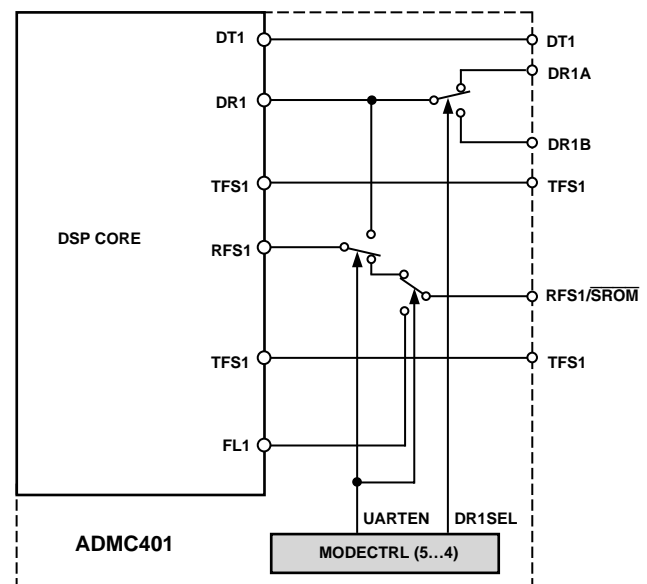 DT1
DT1
DR1A
DR1
DR1B
TFS1
TFS1
DSP CORE
RFS1
RFS1/SROM
TFS1
TFS1
FL1
UARTEN
DR1SEL
ADMC401
MODECTRL (5...4)